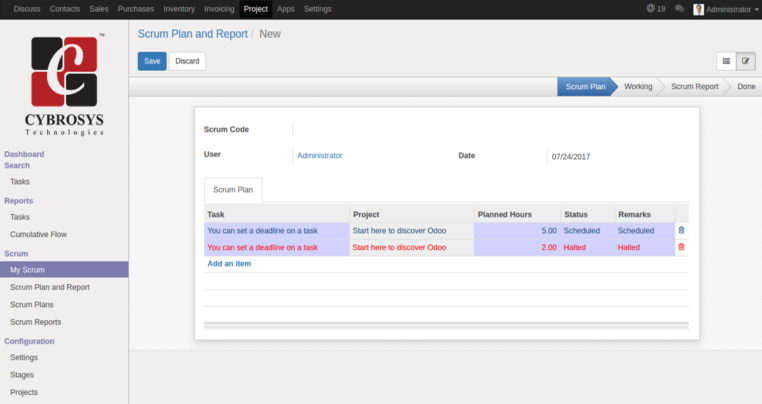 Discuss Contacts Sales Purchases Inventory Invoicing Project Apps Settings @ 19 Administrator
Scrum Plan and Report / New
Save Discard
Scrum Plan Working Scrum Report Done
TM
CYBROSYS
Technologies
Dashboard
Search
Tasks
Reports
Tasks
Cumulative Flow
Scrum
My Scrum
Scrum Plan and Report
Scrum Plans
Scrum Reports
Configuration
Settings
Stages
Projects
Scrum Code
User Administrator Date 07/24/2017
Scrum Plan
Task Project Planned Hours Status Remarks
You can set a deadline on a task Start here to discover Odoo 5.00 Scheduled Scheduled
You can set a deadline on a task Start here to discover Odoo 2.00 Halted Halted
Add an item